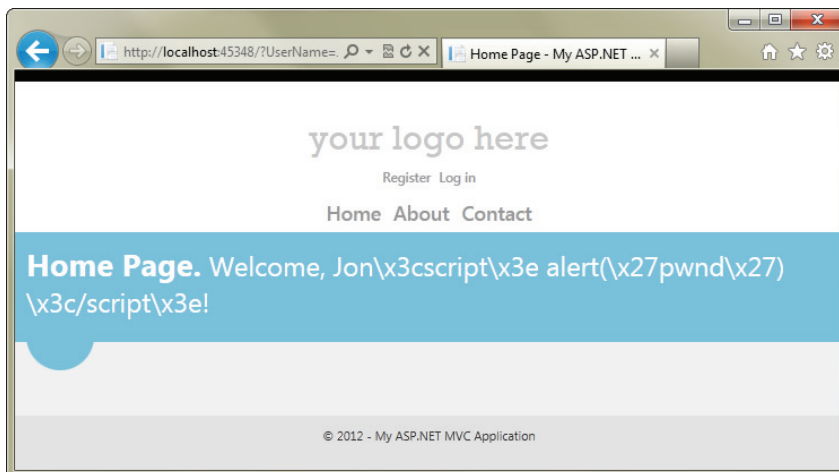 http://localhost:45348/?UserName=.
Home Page - My ASP.NET ...
your logo here
Register Log in
Home About Contact
Home Page. Welcome, Jon\x3cscript\x3e alert(\x27pwnd\x27)
\x3c/script\x3e!
© 2012 - My ASP.NET MVC Application